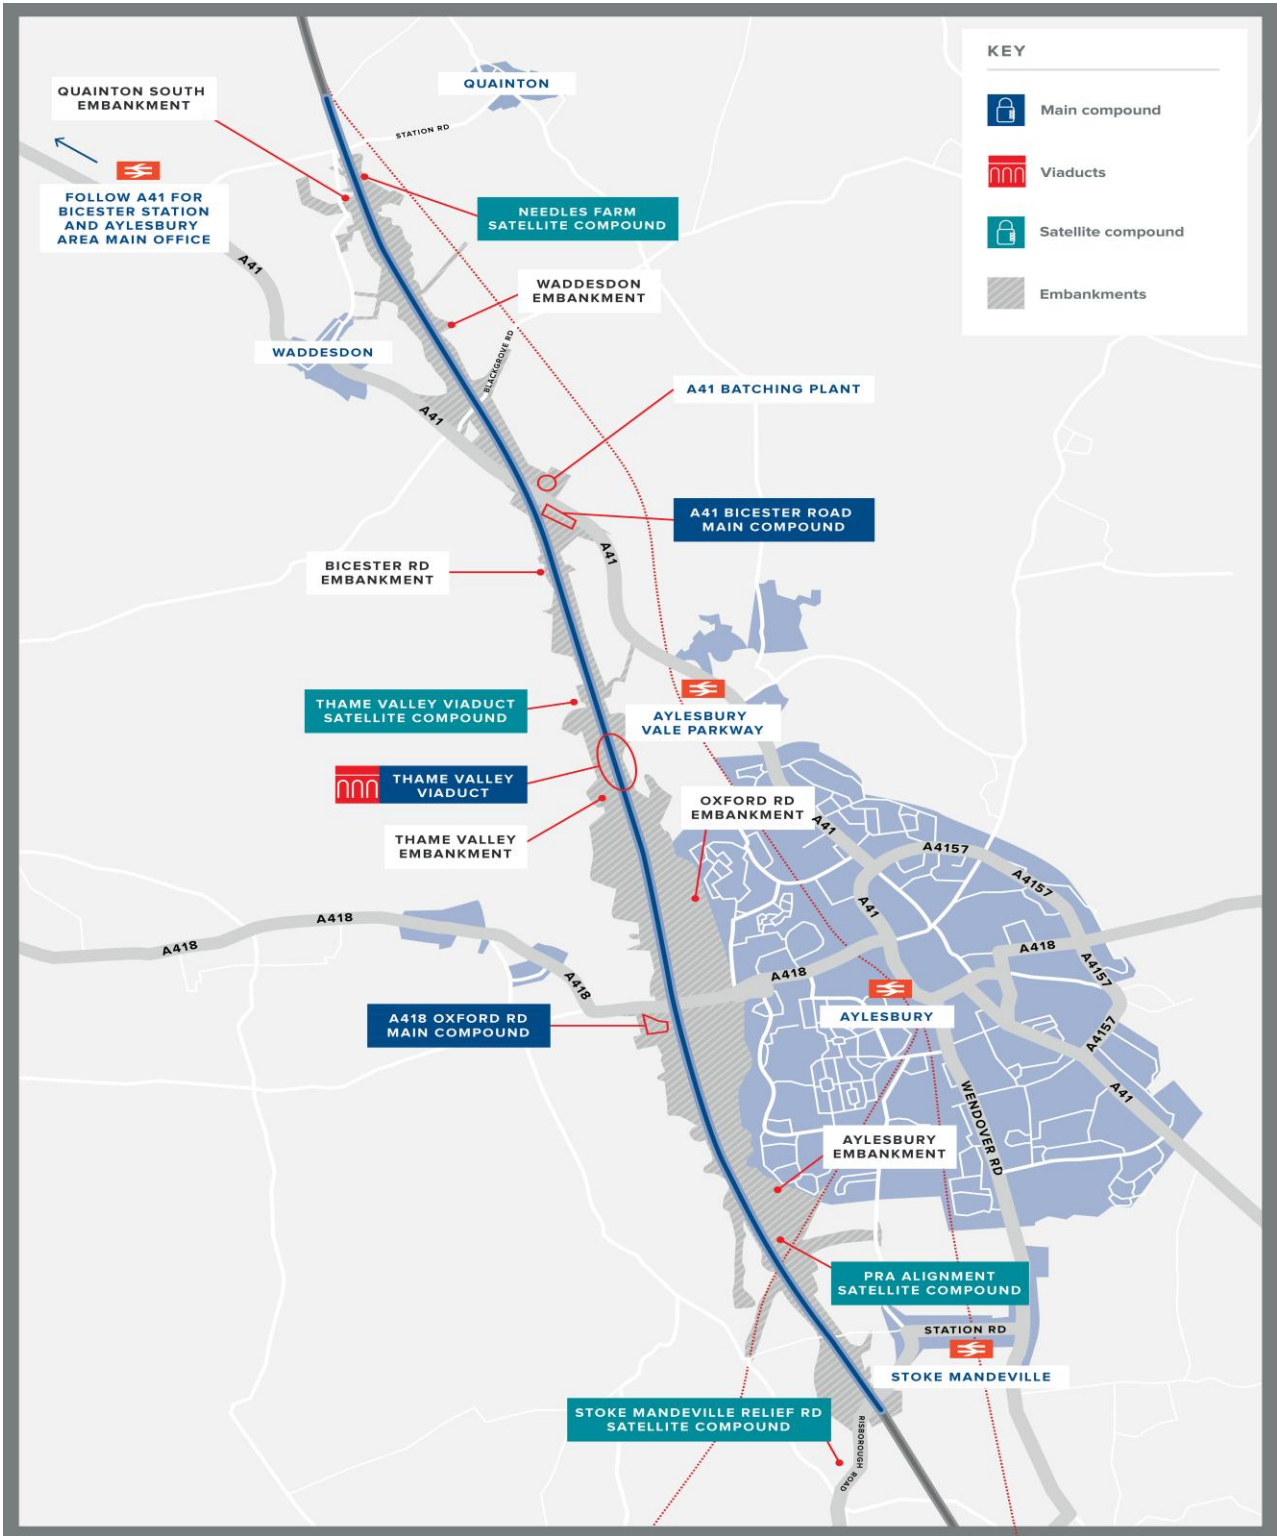 KEY
Main compound
Viaducts
Satellite compound
Embankments
QUAINTON
QUAINTON SOUTH
EMBANKMENT
STATION RD
FOLLOW A41 FOR
BICESTER STATION
AND AYLESBURY
AREA MAIN OFFICE
NEEDLES FARM
SATELLITE COMPOUND
A41
WADDESDON
EMBANKMENT
WADDESDON
BLACKGROVE RD
A41 BATCHING PLANT
A41
A41 BICESTER ROAD
MAIN COMPOUND
A41
BICESTER RD
EMBANKMENT
THAME VALLEY VIADUCT
SATELLITE COMPOUND
AYLESBURY
VALE PARKWAY
THAME VALLEY
VIADUCT
OXFORD RD
EMBANKMENT
A41
THAME VALLEY
EMBANKMENT
A4157
A4157
A41
A418
A418
A418
A4157
A418
A418
AYLESBURY
A418 OXFORD RD
MAIN COMPOUND
A4157
A41
WENDOVER RD
AYLESBURY
EMBANKMENT
PRA ALIGNMENT
SATELLITE COMPOUND
STATION RD
STOKE MANDEVILLE
STOKE MANDEVILLE RELIEF RD
SATELLITE COMPOUND
RISBOROUGH ROAD